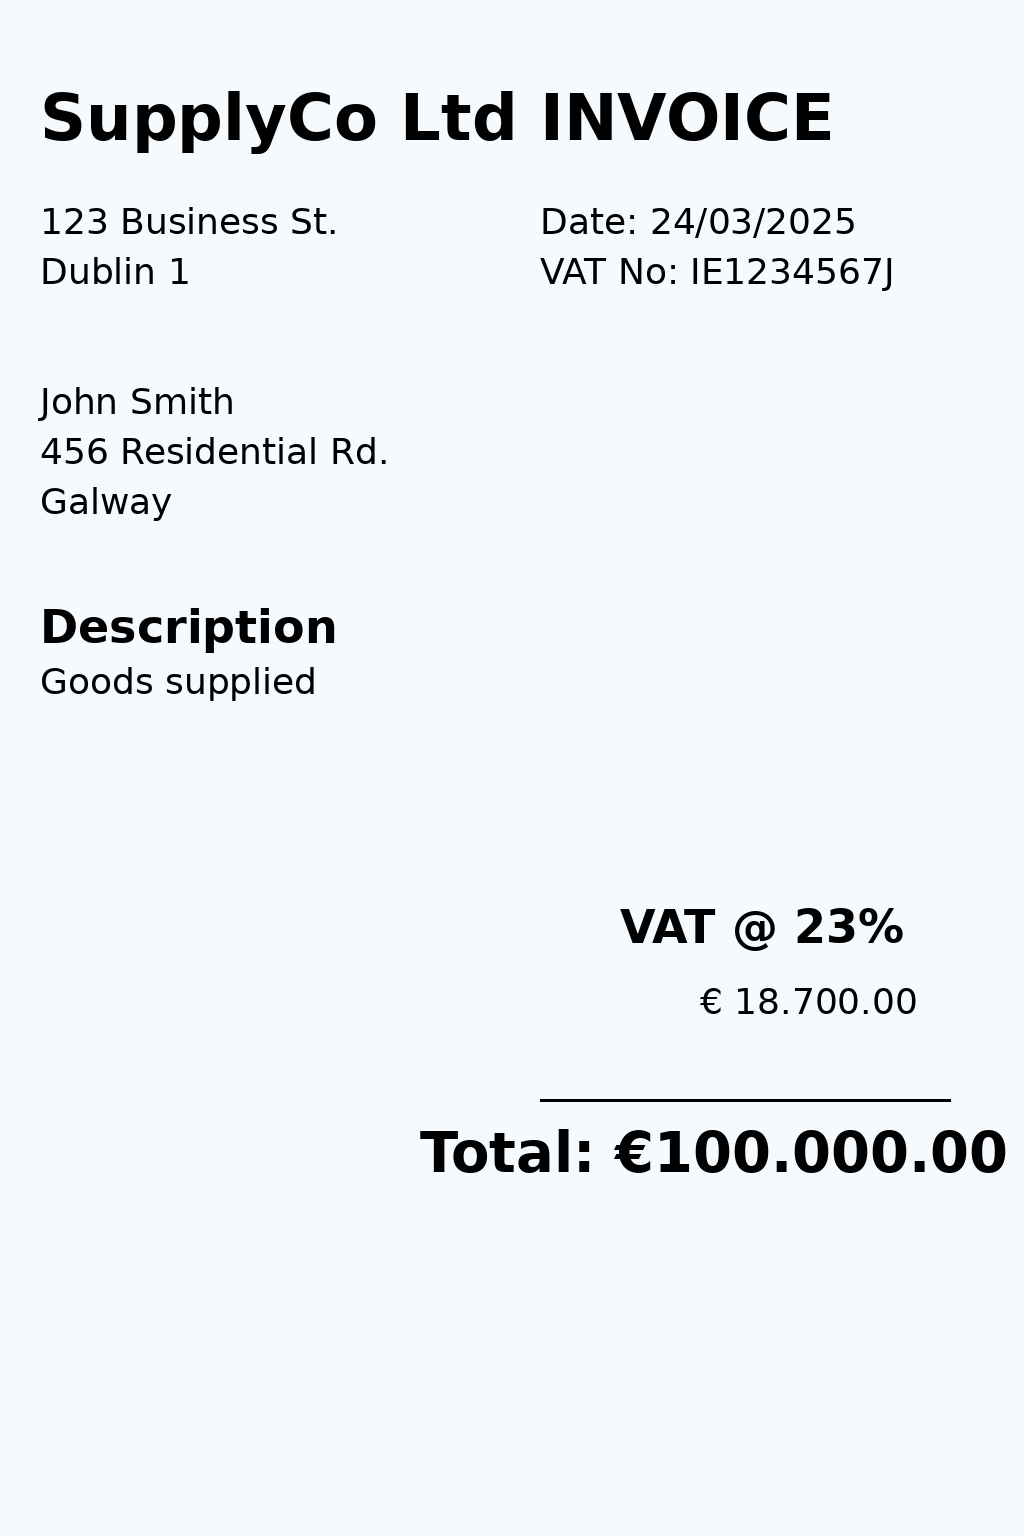 SupplyCo Ltd INVOICE
123 Business St.
Dublin 1
Date: 24/03/2025
VAT No: IE1234567J
John Smith
456 Residential Rd.
Galway
Description
Goods supplied
VAT @ 23%
€ 18.700.00
Total: €100.000.00